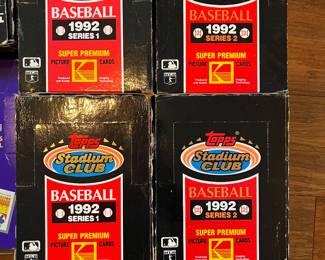 BASEBALL
1992
SERIES 1
SUPER PREMIUM
PICTURE CARDS
BASEBALL
1992
SERIES 2
SUPER PREMIUM
PICTURE CARDS
Topps
Stadium
CLUB
BASEBALL
1992
SERIES 1
SUPER PREMIUM
PICTURE CARDS
Topps
Stadium
CLUB
BASEBALL
1992
SERIES 2
SUPER PREMIUM
PICTURE CARDS